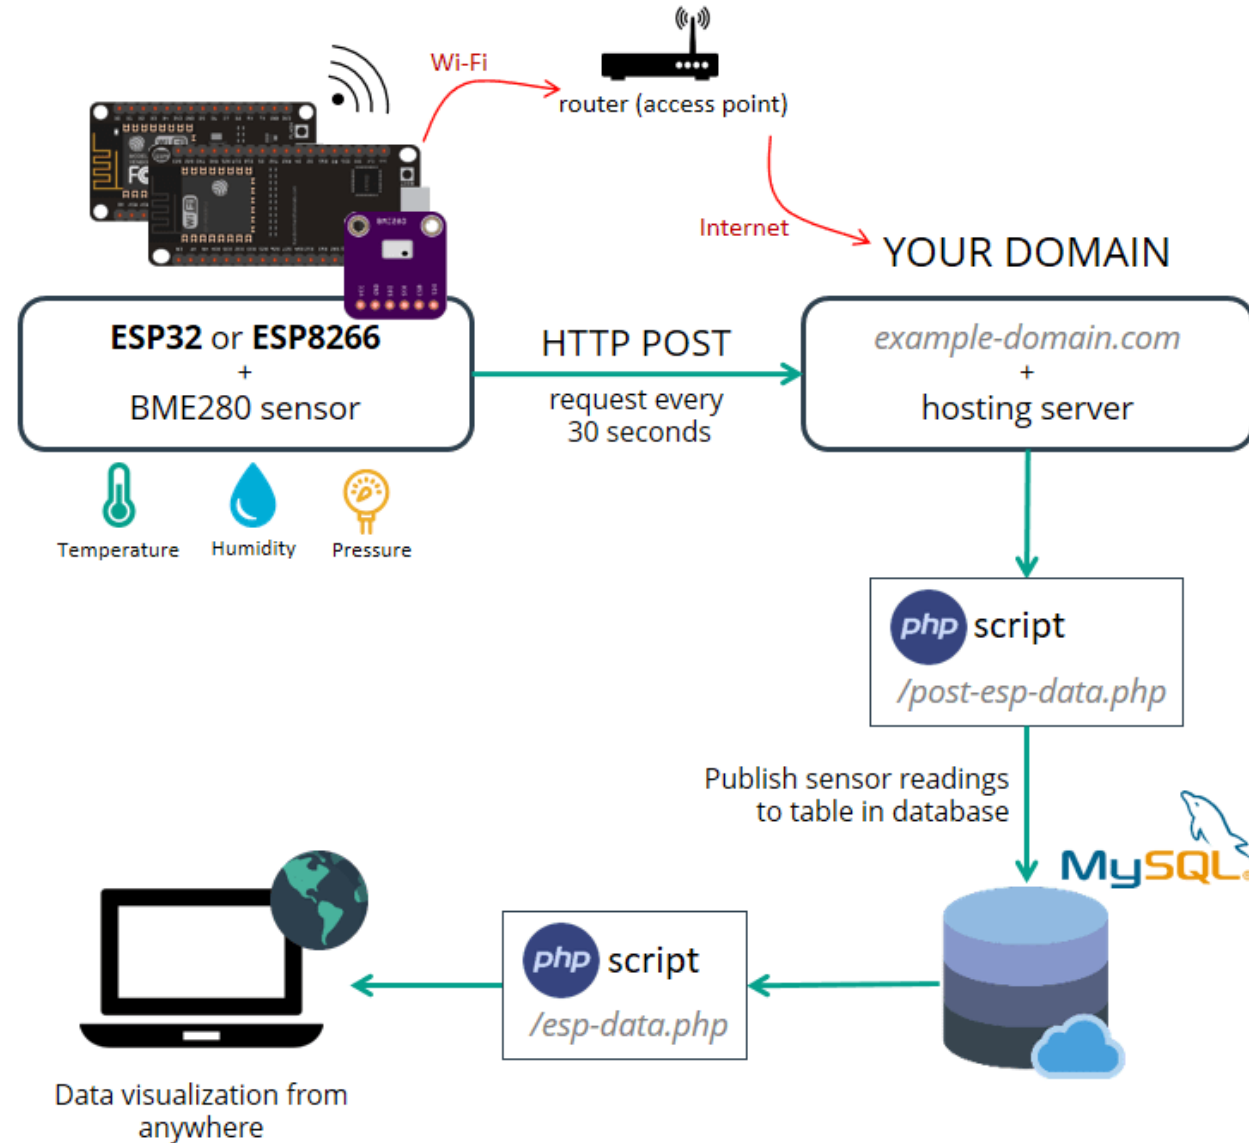 Wi-Fi
router (access point)
Internet
YOUR DOMAIN
ESP32 or ESP8266
+
BME280 sensor
HTTP POST
request every
30 seconds
example-domain.com
+
hosting server
Temperature
Humidity
Pressure
php script
/post-esp-data.php
Publish sensor readings
to table in database
MySQL®
php script
/esp-data.php
Data visualization from
anywhere